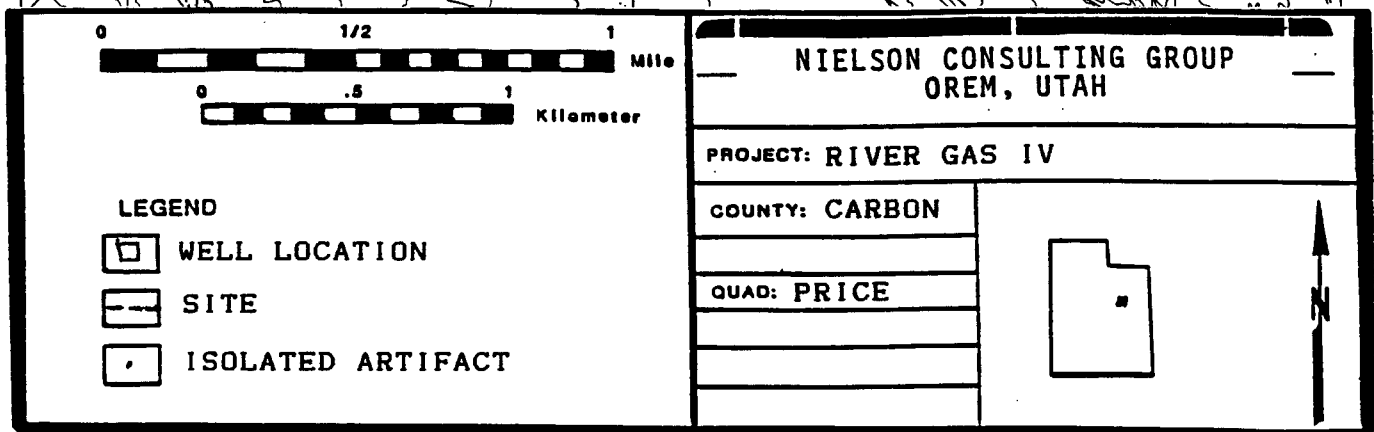 0 1/2 1
Mile
0 .5 1
Kilometer
LEGEND
WELL LOCATION
SITE
ISOLATED ARTIFACT
NIELSON CONSULTING GROUP
OREM, UTAH
PROJECT: RIVER GAS IV
COUNTY: CARBON
QUAD: PRICE
N